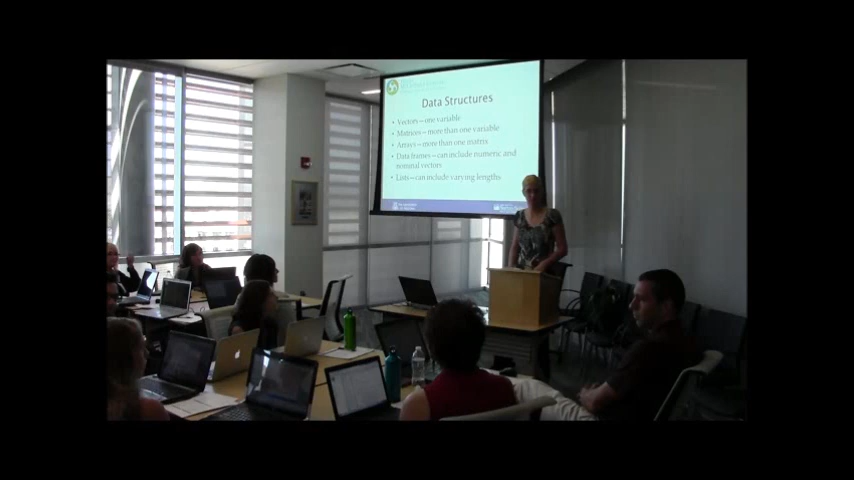 Data Structures
• Vectors—one variable
• Matrices—more than one variable
• Arrays—more than one matrix
• Data frames—can include numeric and
nominal vectors
• Lists—can include varying lengths